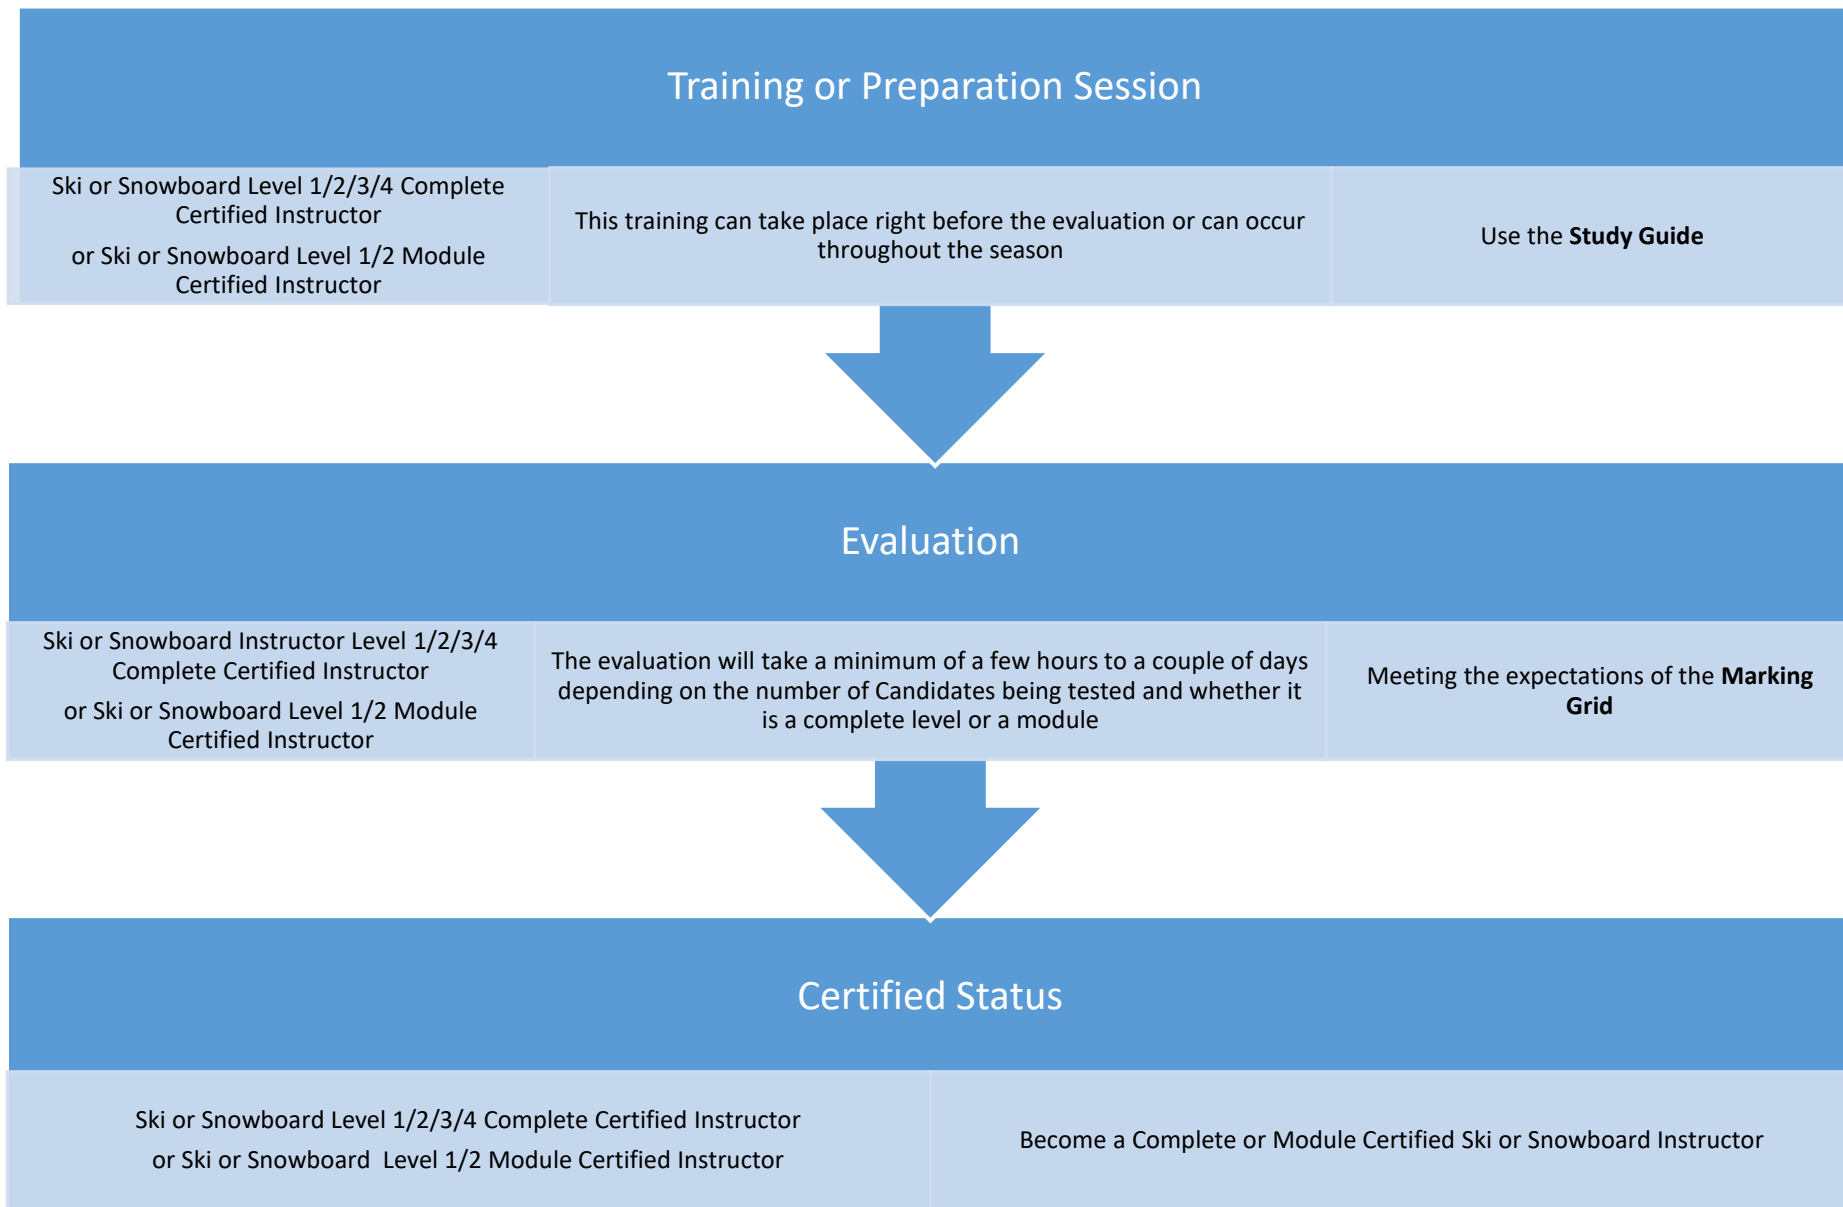 Training or Preparation Session
Ski or Snowboard Level 1/2/3/4 Complete
Certified Instructor
or Ski or Snowboard Level 1/2 Module
Certified Instructor
This training can take place right before the evaluation or can occur
throughout the season
Use the Study Guide
Evaluation
Ski or Snowboard Instructor Level 1/2/3/4
Complete Certified Instructor
or Ski or Snowboard Level 1/2 Module
Certified Instructor
The evaluation will take a minimum of a few hours to a couple of days
depending on the number of Candidates being tested and whether it
is a complete level or a module
Meeting the expectations of the Marking
Grid
Certified Status
Ski or Snowboard Level 1/2/3/4 Complete Certified Instructor
or Ski or Snowboard Level 1/2 Module Certified Instructor
Become a Complete or Module Certified Ski or Snowboard Instructor